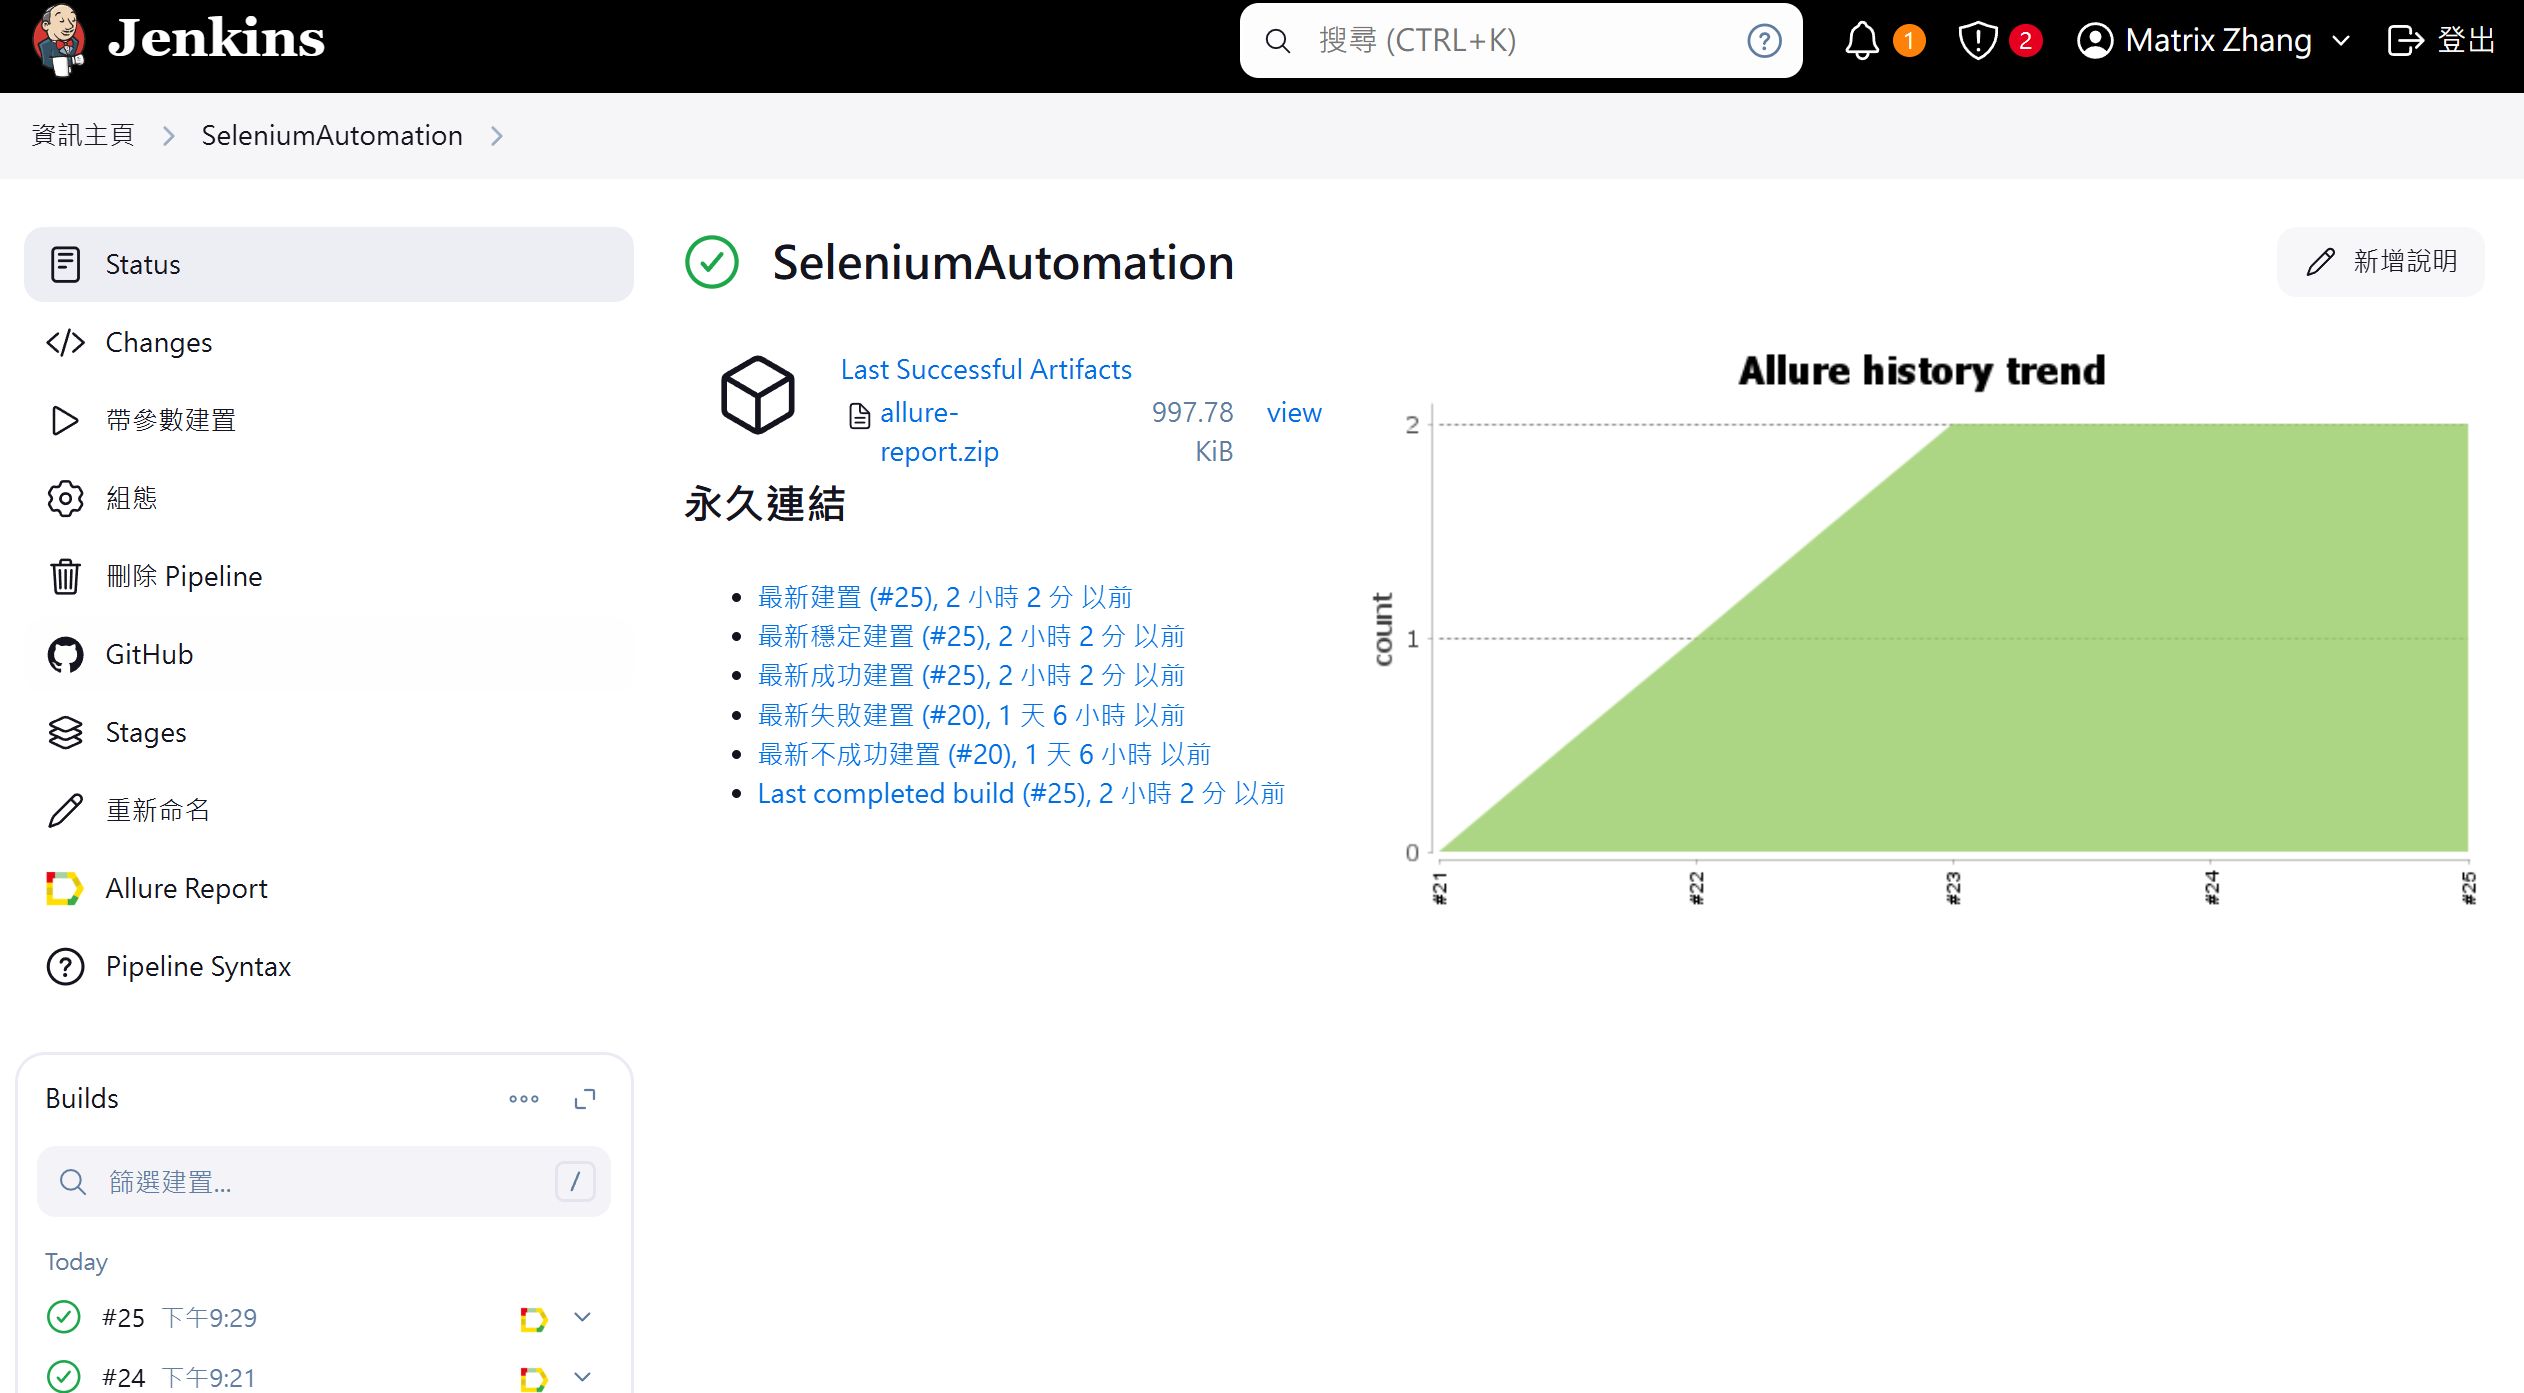 Jenkins
搜尋 (CTRL+K)
?
1
2
Matrix Zhang
登出
資訊主頁
SeleniumAutomation
Status
Changes
帶參數建置
組態
刪除 Pipeline
GitHub
Stages
重新命名
Allure Report
Pipeline Syntax
Builds
篩選建置...
/
Today
#25 下午9:29
#24 下午9:21
SeleniumAutomation
新增說明
Last Successful Artifacts
allure-
report.zip
997.78
KiB
view
永久連結
最新建置 (#25), 2 小時 2 分 以前
最新穩定建置 (#25), 2 小時 2 分 以前
最新成功建置 (#25), 2 小時 2 分 以前
最新失敗建置 (#20), 1 天 6 小時 以前
最新不成功建置 (#20), 1 天 6 小時 以前
Last completed build (#25), 2 小時 2 分 以前
Allure history trend
count
2
1
0
#21
#22
#23
#24
#25